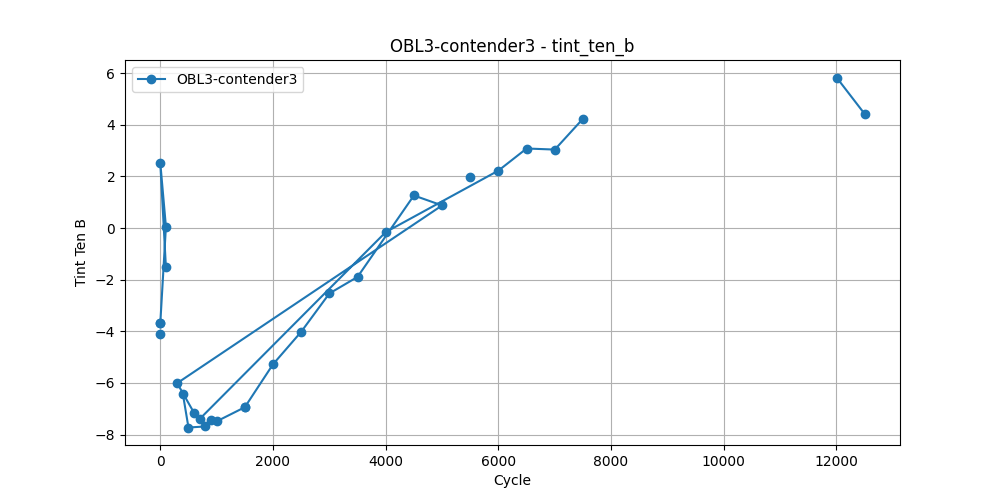 OBL3-contender3 - tint_ten_b
OBL3-contender3
6
4
2
0
−2
−4
−6
−8
Tint Ten B
0 2000 4000 6000 8000 10000 12000
Cycle